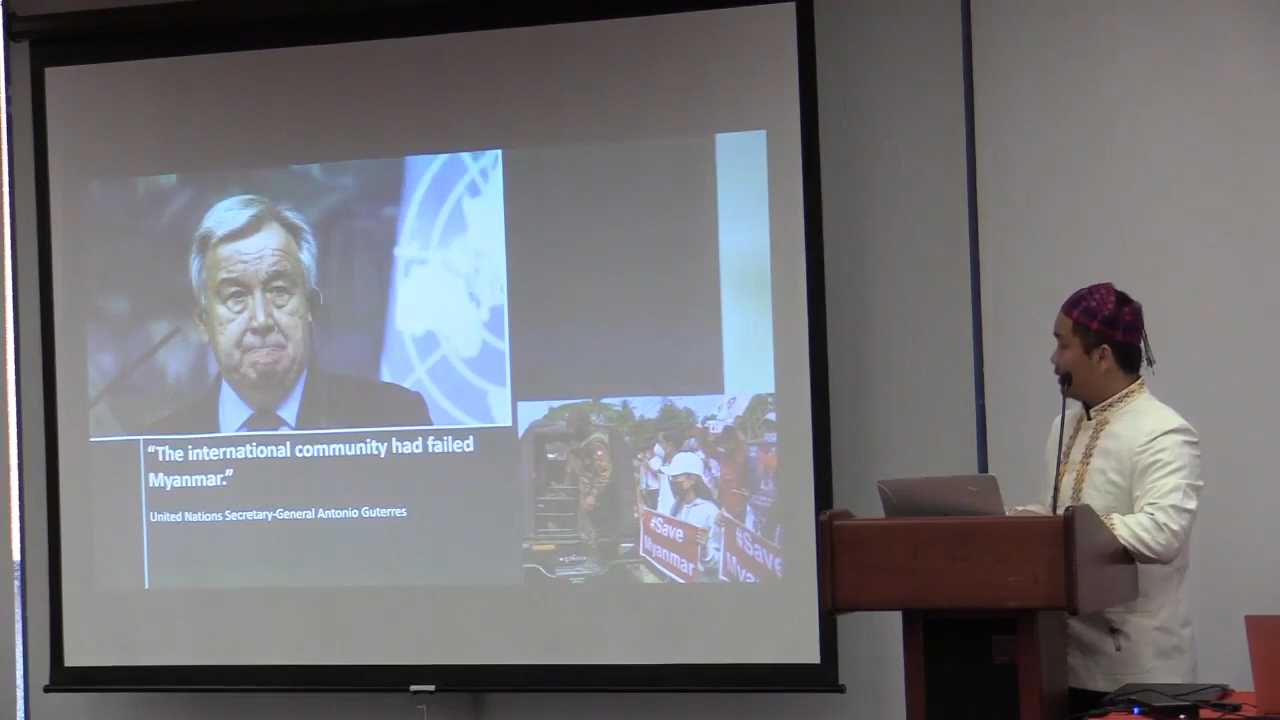 “The international community had failed
Myanmar.”
United Nations Secretary-General Antonio Guterres
#Save
Myanmar
#Save